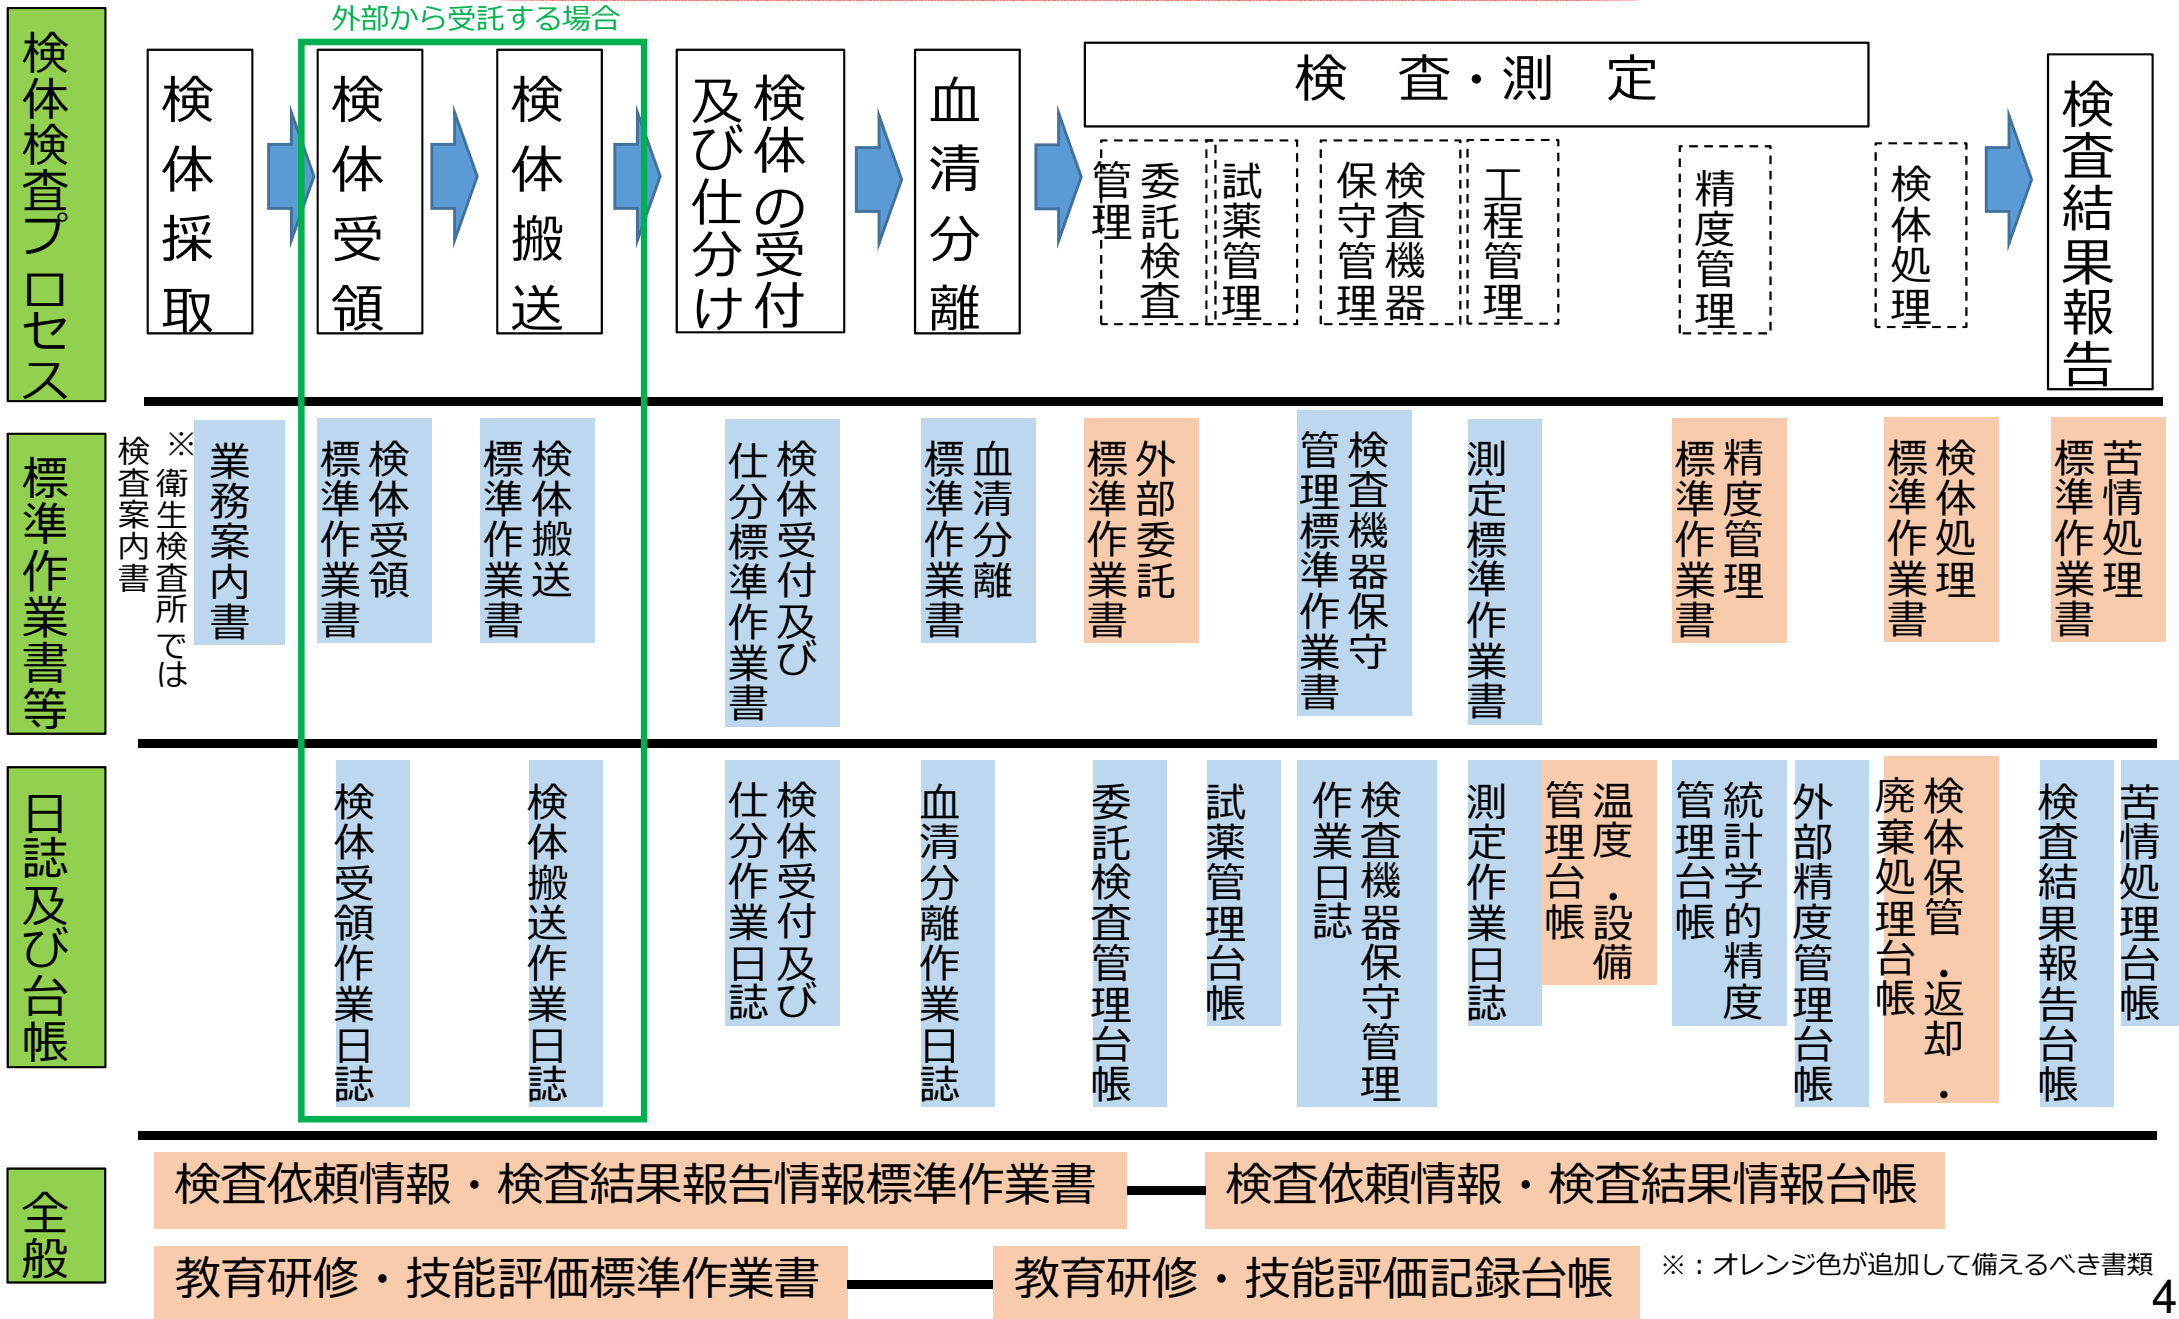 外部から受託する場合
検体検査プロセス
検体採取
検体受領
検体搬送
検体の受付
及び仕分け
血清分離
検　査・測　定
委託検査
管理
試薬管理
検査機器
保守管理
工程管理
精度管理
検体処理
検査結果報告
標準作業書等
※衛生検査所では
検査案内書
業務案内書
検体受領
標準作業書
検体搬送
標準作業書
検体受付及び
仕分標準作業書
血清分離
標準作業書
外部委託
標準作業書
検査機器保守
管理標準作業書
測定標準作業書
精度管理
標準作業書
検体処理
標準作業書
苦情処理
標準作業書
日誌及び台帳
検体受領作業日誌
検体搬送作業日誌
検体受付及び
仕分作業日誌
血清分離作業日誌
委託検査管理台帳
試薬管理台帳
検査機器保守管理
作業日誌
測定作業日誌
温度・設備
管理台帳
統計学的精度
管理台帳
外部精度管理台帳
検体保管・返却・
廃棄処理台帳
検査結果報告台帳
苦情処理台帳
全般
検査依頼情報・検査結果報告情報標準作業書
検査依頼情報・検査結果情報台帳
教育研修・技能評価標準作業書
教育研修・技能評価記録台帳
※：オレンジ色が追加して備えるべき書類
4